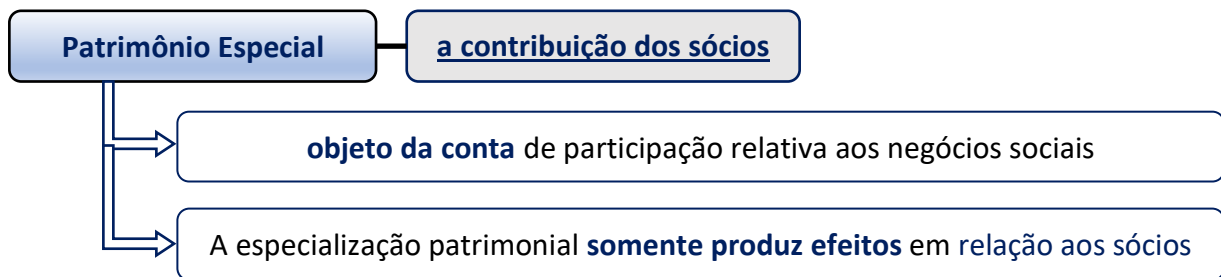 Patrimônio Especial
a contribuição dos sócios
objeto da conta de participação relativa aos negócios sociais
A especialização patrimonial somente produz efeitos em relação aos sócios